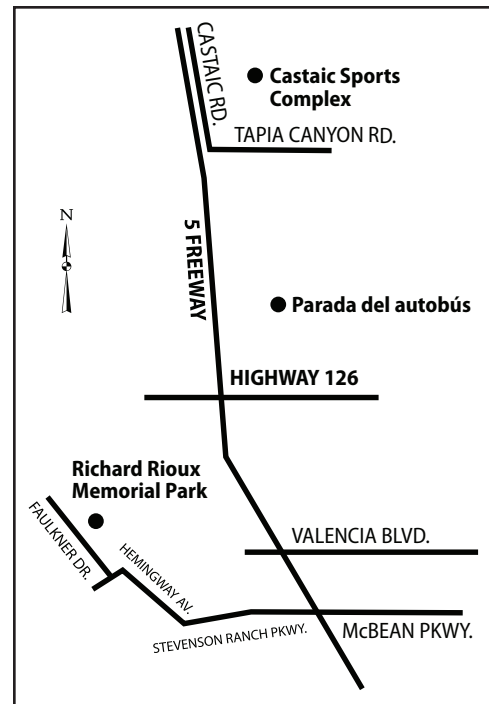 CASTAIC RD.
Castaic Sports
Complex
TAPIA CANYON RD.
N
5 FREEWAY
Parada del autobús
HIGHWAY 126
Richard Rioux
Memorial Park
FAULKNER DR.
HEMINGWAY AV.
VALENCIA BLVD.
STEVENSON RANCH PKWY.
McBEAN PKWY.